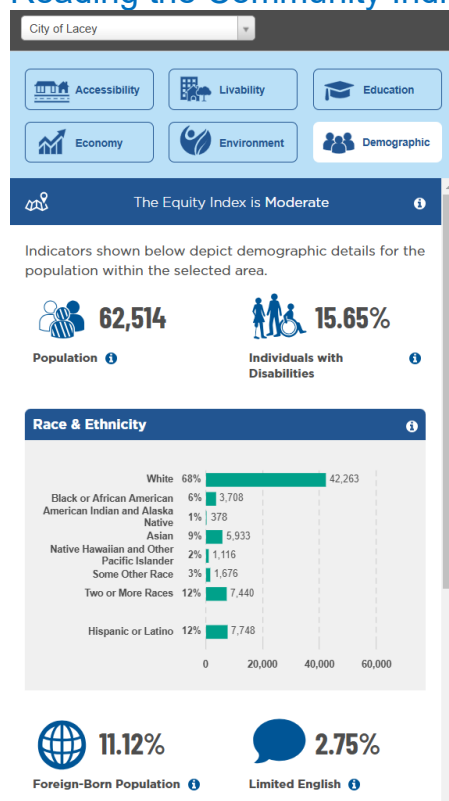 Reading the Community Indi
City of Lacey
Accessibility
Livability
Education
Economy
Environment
Demographic
The Equity Index is Moderate
Indicators shown below depict demographic details for the
population within the selected area.
62,514
15.65%
Population
Individuals with
Disabilities
Race & Ethnicity
White 68% 42,263
Black or African American 6% 3,708
American Indian and Alaska
Native 1% 378
Asian 9% 5,933
Native Hawaiian and Other
Pacific Islander 2% 1,116
Some Other Race 3% 1,676
Two or More Races 12% 7,440
Hispanic or Latino 12% 7,748
0 20,000 40,000 60,000
11.12%
2.75%
Foreign-Born Population
Limited English